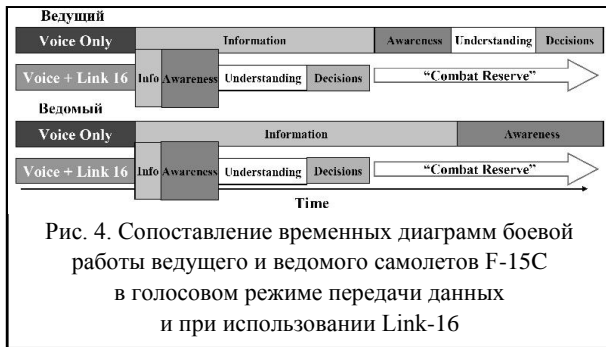 Ведущий
Voice Only Information Awareness Understanding Decisions
Voice + Link 16 Info Awareness Understanding Decisions "Combat Reserve"
Ведомый
Voice Only Information Awareness
Voice + Link 16 Info Awareness Understanding Decisions "Combat Reserve"
Time
Рис. 4. Сопоставление временных диаграмм боевой
работы ведущего и ведомого самолетов F-15C
в голосовом режиме передачи данных
и при использовании Link-16